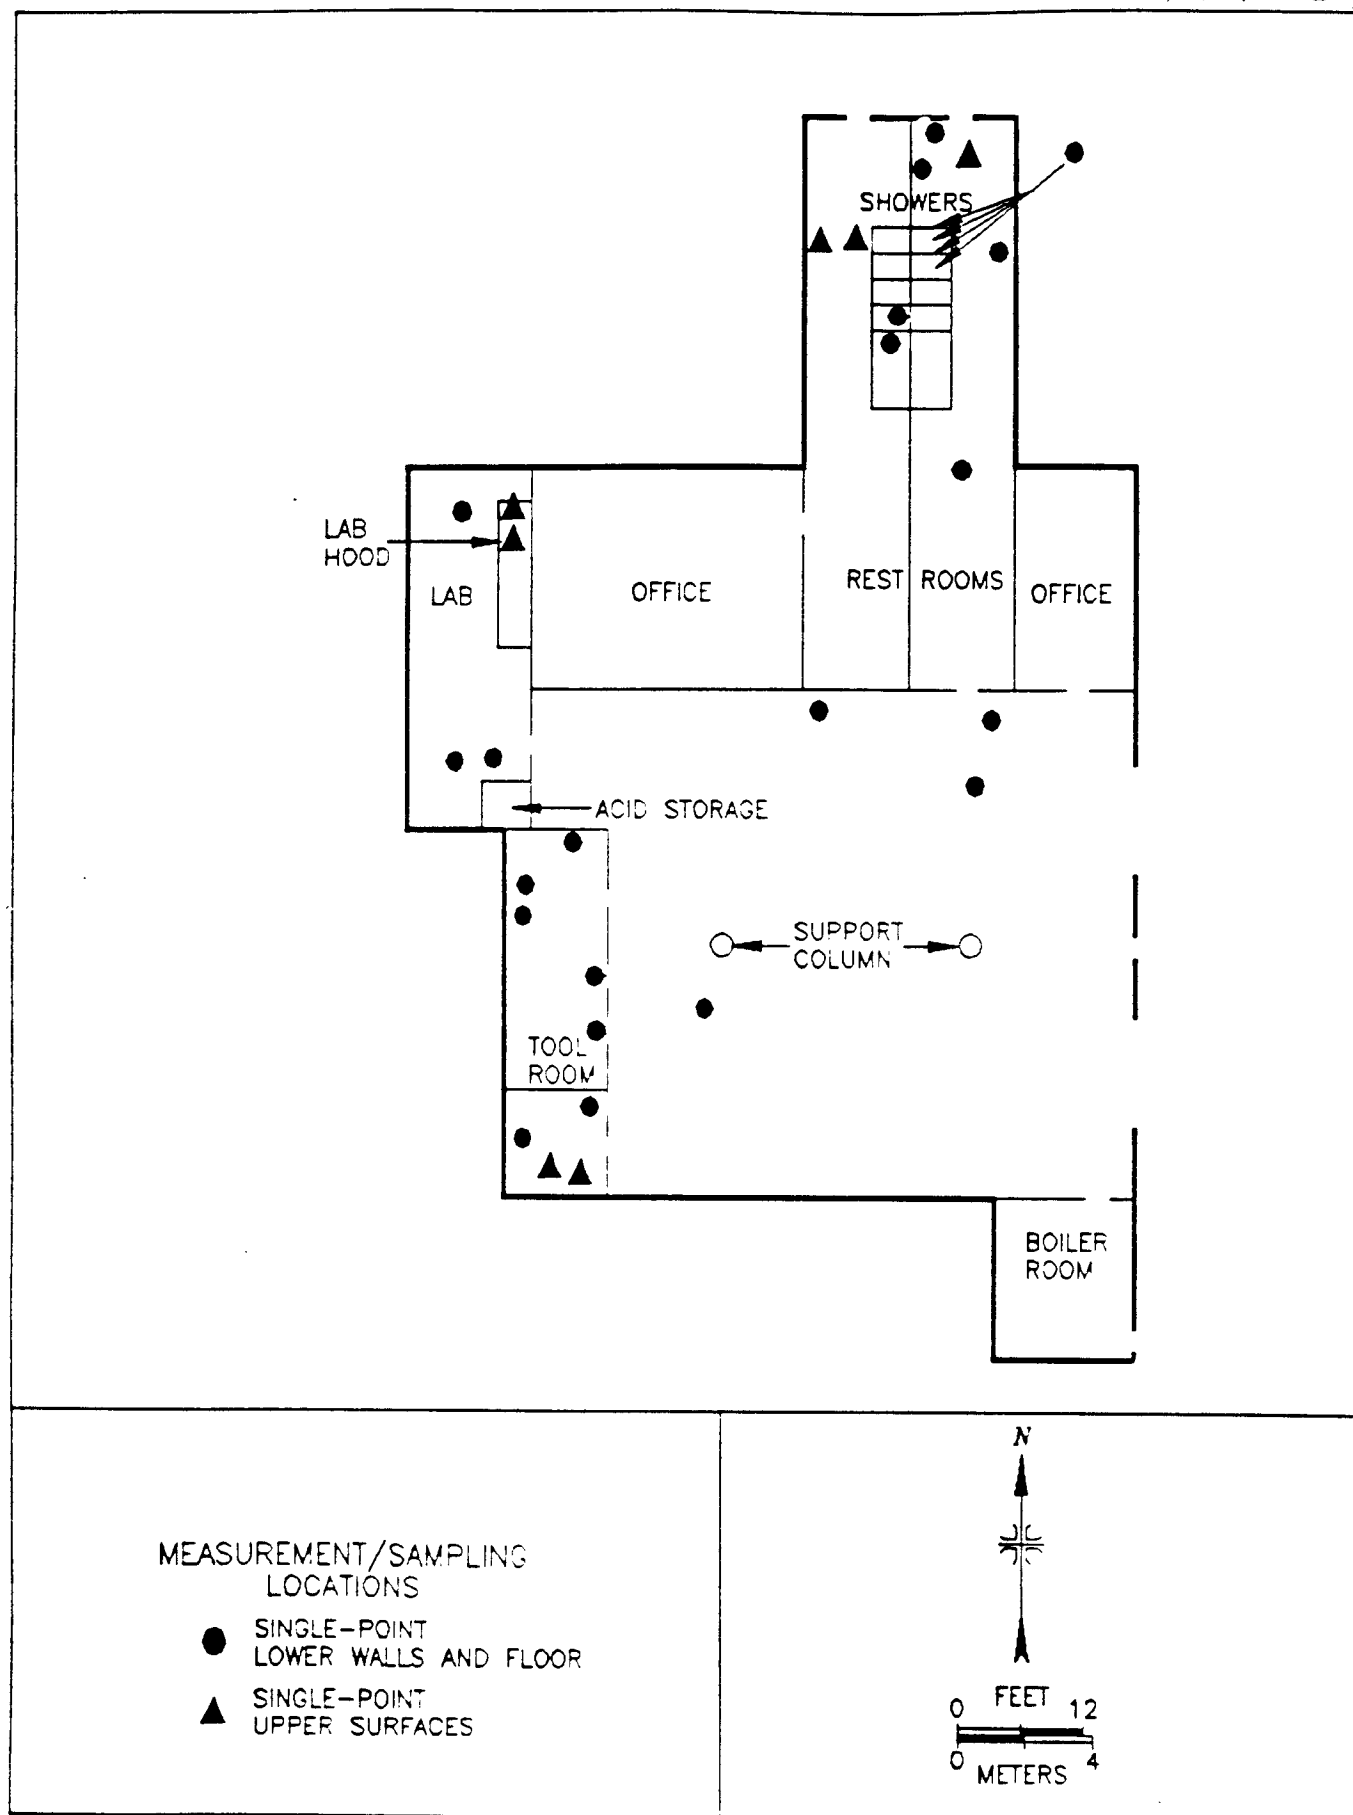 SHOWERS
LAB
HOOD
LAB
OFFICE
REST ROOMS
OFFICE
ACID STORAGE
SUPPORT
COLUMN
TOOL
ROOM
BOILER
ROOM
MEASUREMENT/SAMPLING
LOCATIONS
SINGLE-POINT
LOWER WALLS AND FLOOR
SINGLE-POINT
UPPER SURFACES
N
FEET
0 12
0 4
METERS